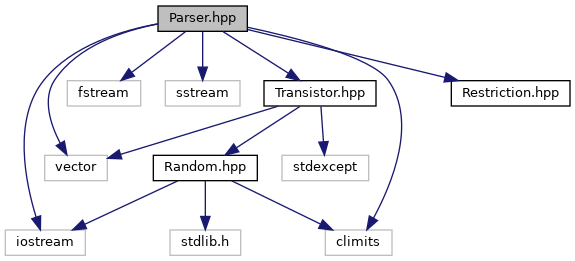 Parser.hpp
fstream
sstream
Transistor.hpp
Restriction.hpp
vector
Random.hpp
stdexcept
iostream
stdlib.h
climits